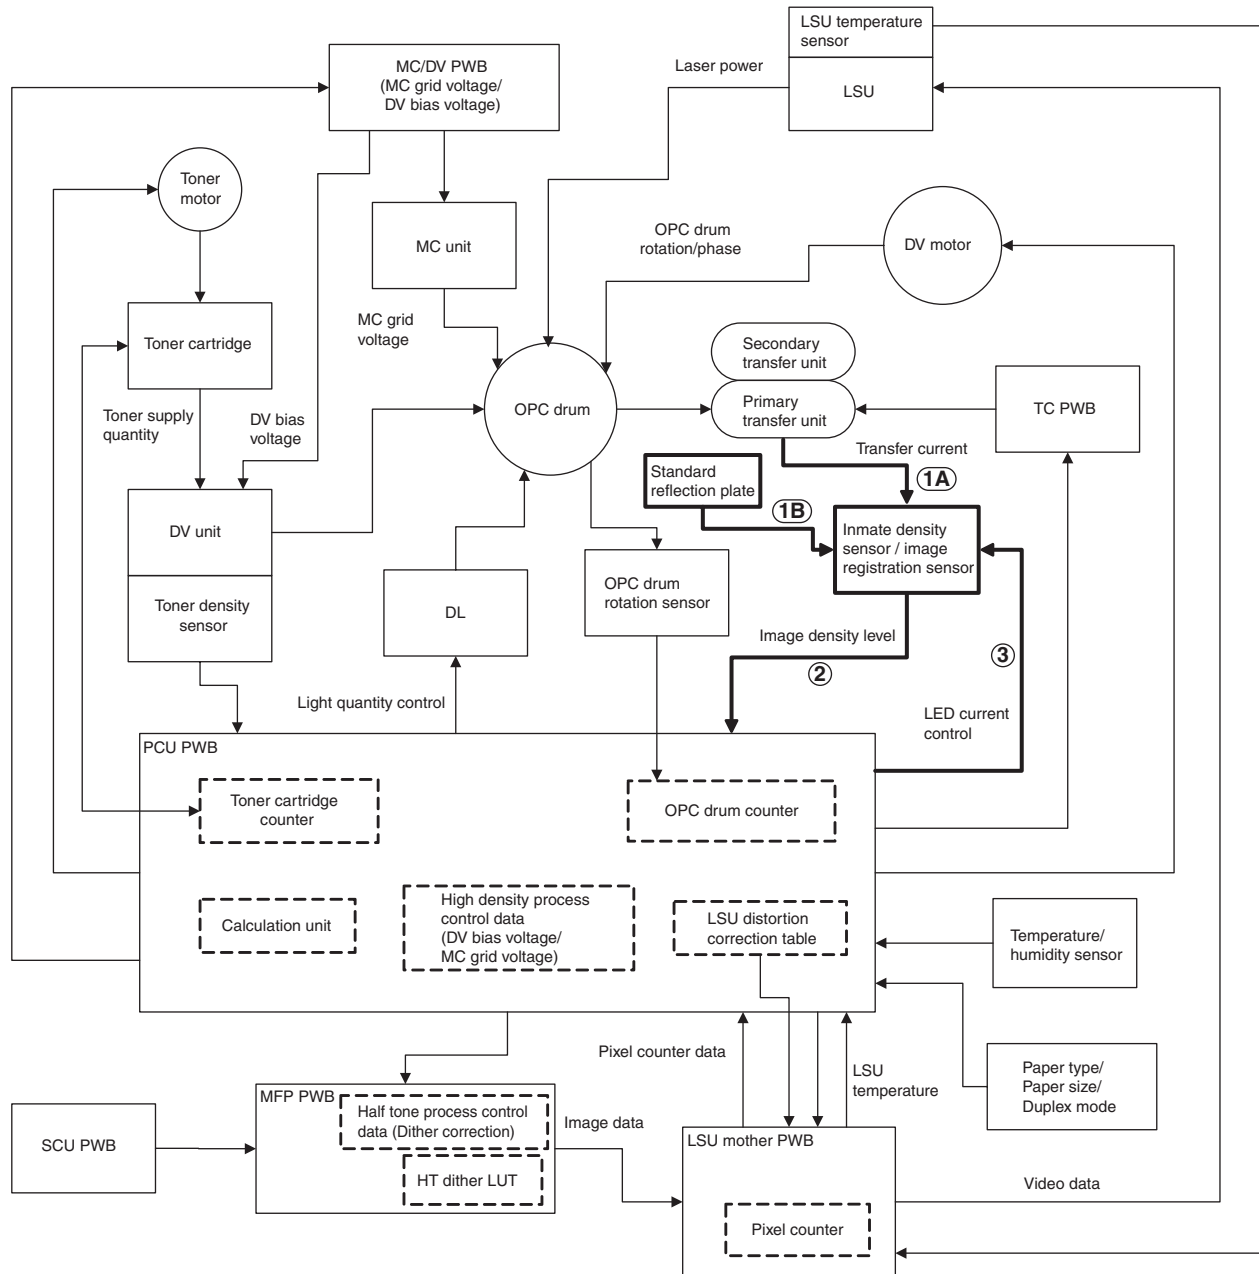 LSU temperature
sensor
LSU
Laser power
MC/DV PWB
(MC grid voltage/
DV bias voltage)
Toner
motor
MC unit
OPC drum
rotation/phase
DV motor
MC grid
voltage
Toner cartridge
Secondary
transfer unit
Primary
transfer unit
OPC drum
TC PWB
Toner supply
quantity
DV bias
voltage
Transfer current
1A
Standard
reflection plate
1B
Inmate density
sensor / image
registration sensor
DV unit
Toner density
sensor
DL
OPC drum
rotation sensor
Image density level
2
3
Light quantity control
LED current
control
PCU PWB
Toner cartridge
counter
OPC drum counter
Calculation unit
High density process
control data
(DV bias voltage/
MC grid voltage)
LSU distortion
correction table
Temperature/
humidity sensor
Pixel counter data
LSU
temperature
Paper type/
Paper size/
Duplex mode
MFP PWB
Half tone process control
data (Dither correction)
HT dither LUT
Image data
SCU PWB
LSU mother PWB
Pixel counter
Video data